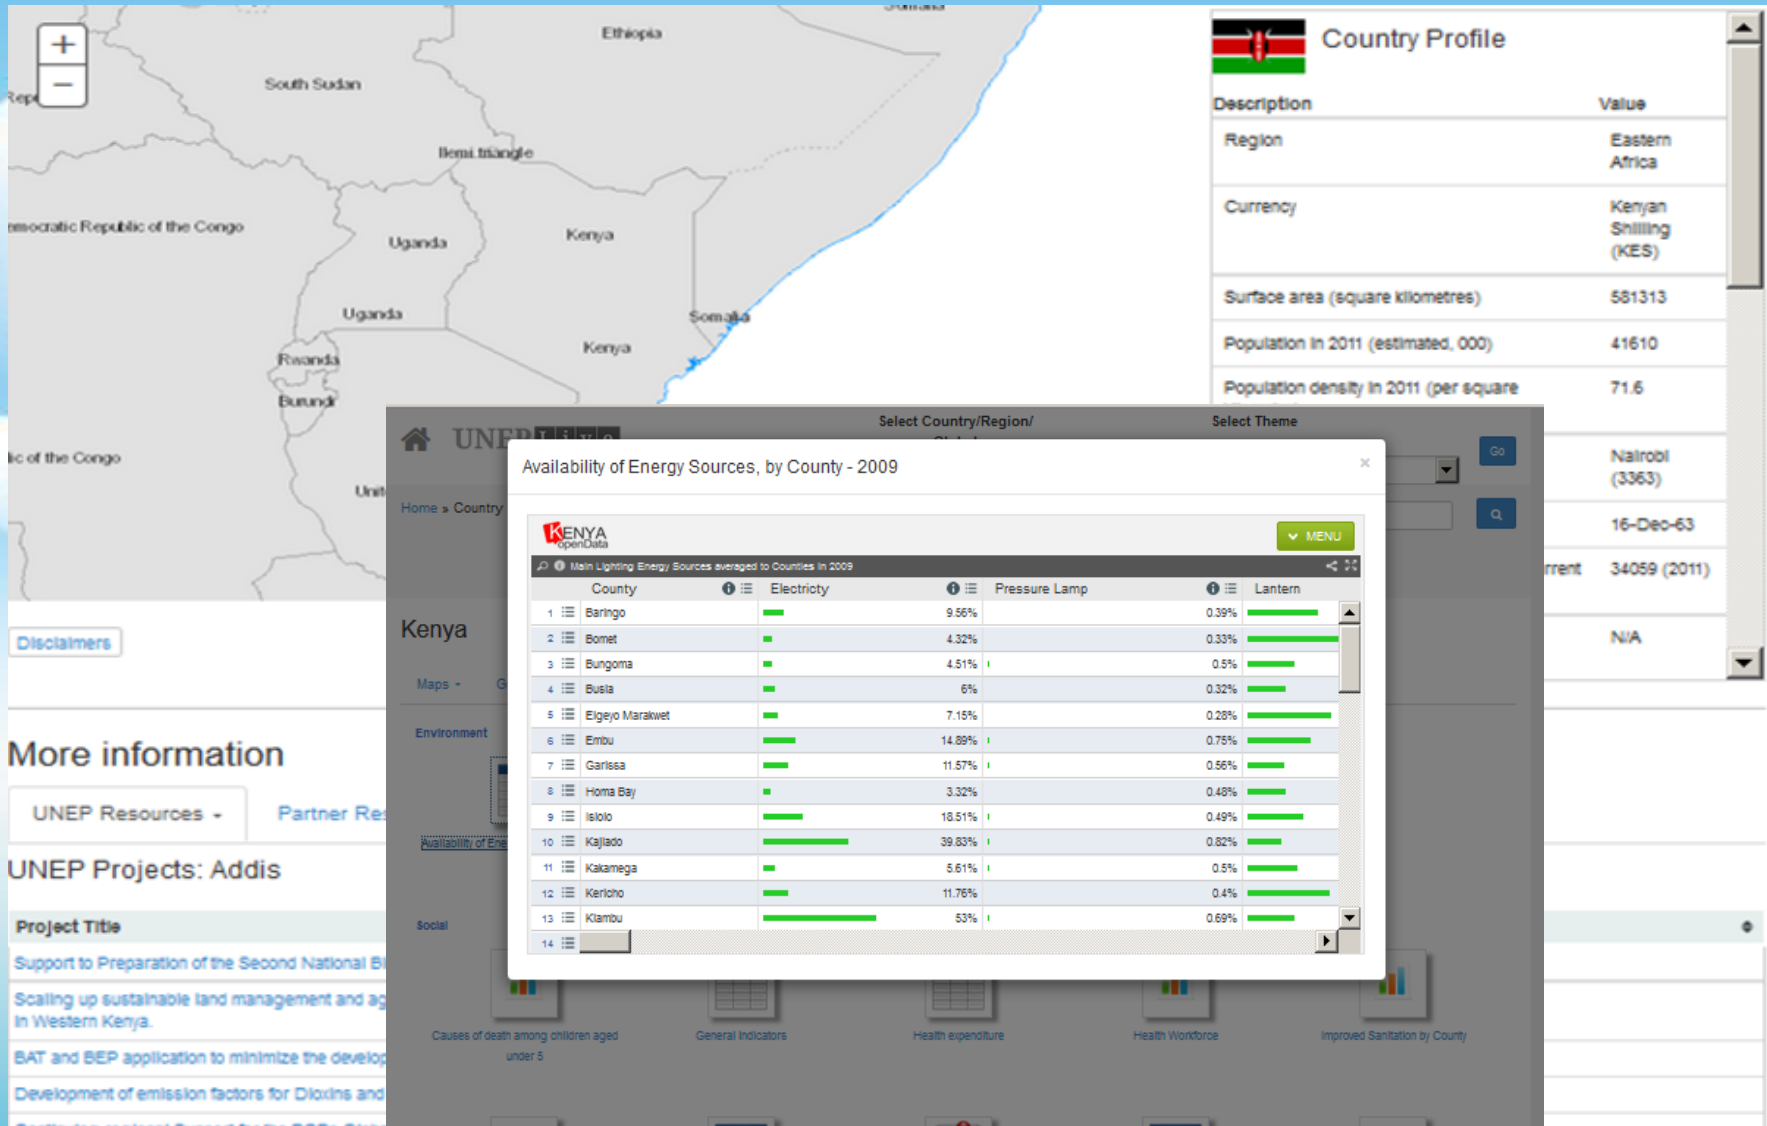 Ethiopia
South Sudan
Ilemi triangle
emocratic Republic of the Congo
Uganda
Kenya
Uganda
Somalia
Kenya
Rwanda
Burundi
lic of the Congo
+
−
Disclaimers
Country Profile
Description Value
Region Eastern
Africa
Currency Kenyan
Shilling
(KES)
Surface area (square kilometres) 581313
Population in 2011 (estimated, 000) 41610
Population density in 2011 (per square 71.6
Nairobi
(3363)
16-Dec-63
rrent 34059 (2011)
N/A
More information
UNEP Resources
Partner Res
UNEP Projects: Addis
Project Title
Support to Preparation of the Second National Bi
Scaling up sustainable land management and ag
in Western Kenya.
BAT and BEP application to minimize the develop
Development of emission factors for Dioxins and
UNEP Live
Select Country/Region/
Select Theme
Go
Home » Country
Kenya
Maps
G
Environment
Availability of Ene
Social
Availability of Energy Sources, by County - 2009
×
KENYA
openData
MENU
Main Lighting Energy Sources averaged to Counties in 2009
County Electricty Pressure Lamp Lantern
1 Baringo 9.56% 0.39%
2 Bomet 4.32% 0.33%
3 Bungoma 4.51% 0.5%
4 Busia 6% 0.32%
5 Elgeyo Marakwet 7.15% 0.28%
6 Embu 14.89% 0.75%
7 Garissa 11.57% 0.56%
8 Homa Bay 3.32% 0.48%
9 Isiolo 18.51% 0.49%
10 Kajiado 39.83% 0.82%
11 Kakamega 5.61% 0.5%
12 Kericho 11.76% 0.4%
13 Kiambu 53% 0.69%
14
Causes of death among children aged
under 5
General Indicators
Health expenditure
Health Workforce
Improved Sanitation by County